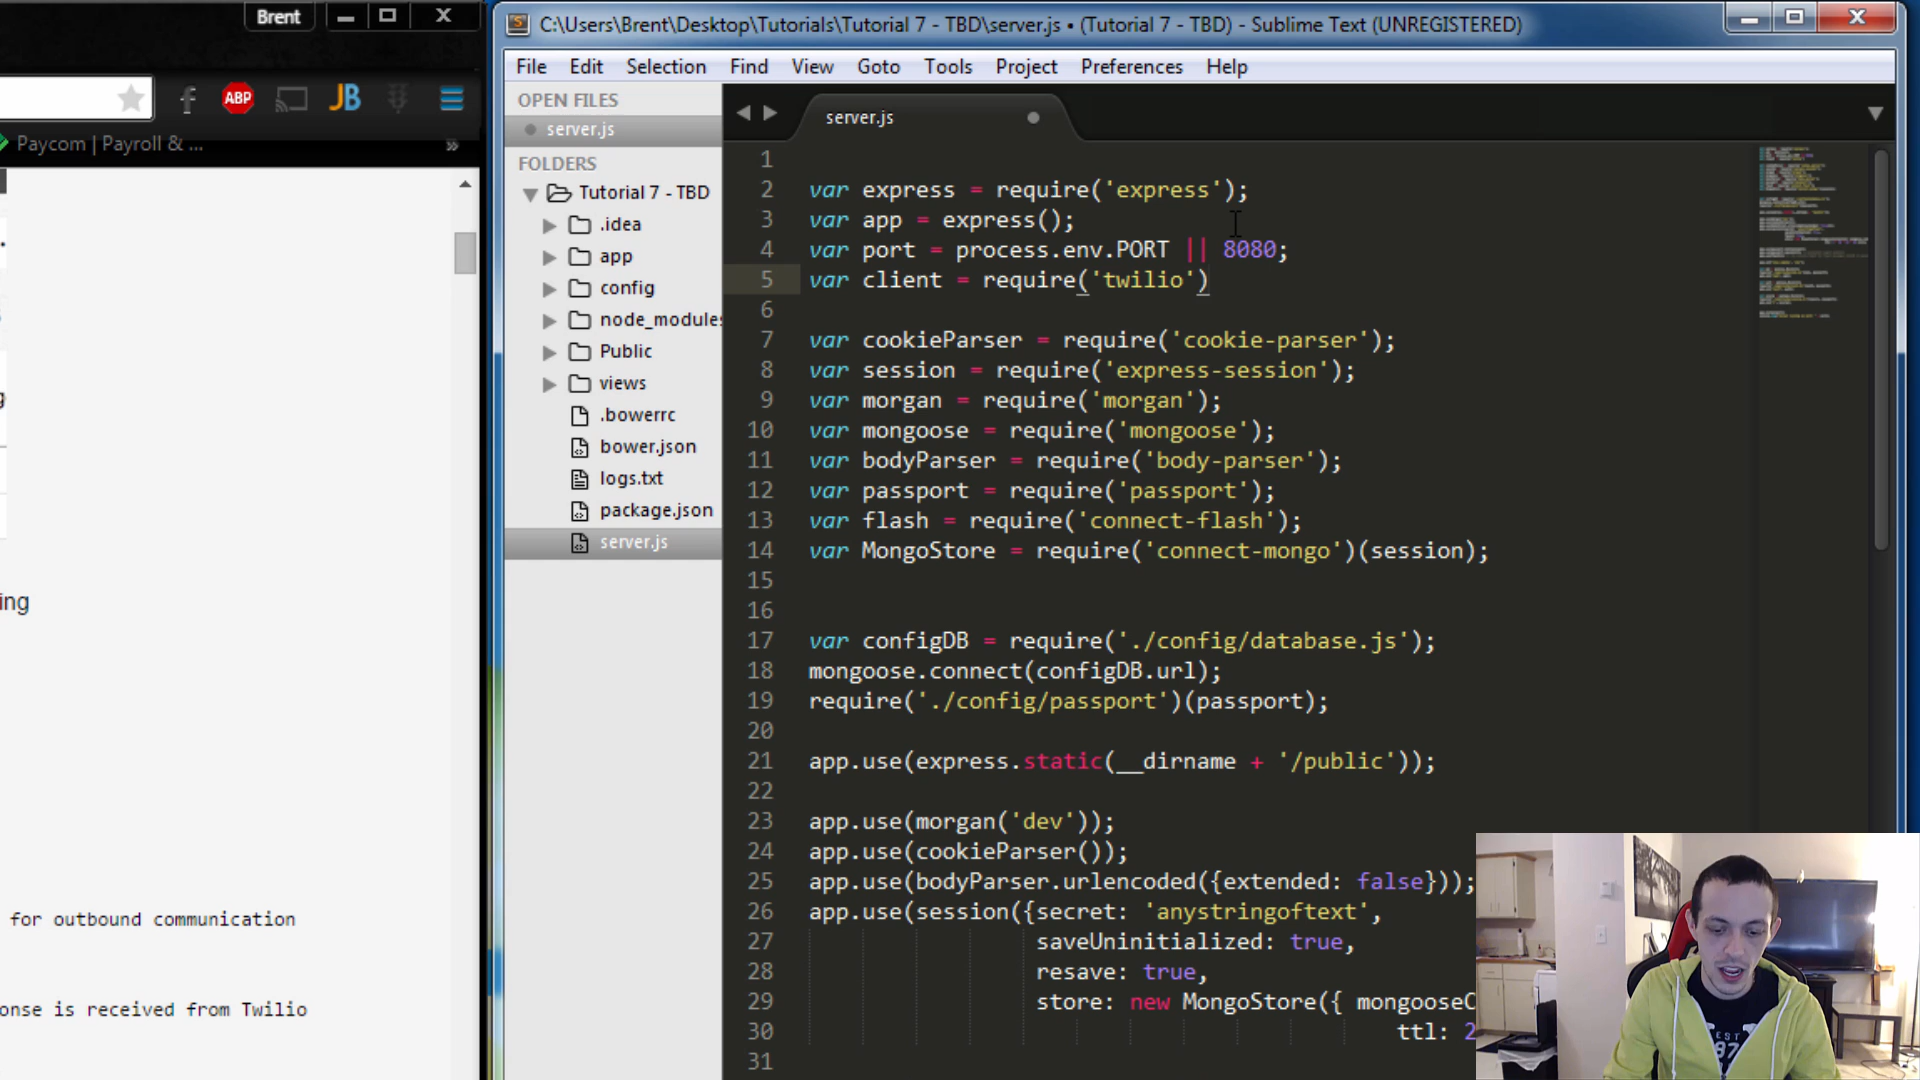 Brent
C:\Users\Brent\Desktop\Tutorials\Tutorial 7 - TBD\server.js • (Tutorial 7 - TBD) - Sublime Text (UNREGISTERED)
File Edit Selection Find View Goto Tools Project Preferences Help
f ABP JB
Paycom | Payroll & ... »
ing
for outbound communication
onse is received from Twilio
OPEN FILES
server.js
FOLDERS
Tutorial 7 - TBD
.idea
app
config
node_modules
Public
views
.bowerrc
bower.json
logs.txt
package.json
server.js
server.js
1
2 var express = require('express');
3 var app = express();
4 var port = process.env.PORT || 8080;
5 var client = require('twilio')
6
7 var cookieParser = require('cookie-parser');
8 var session = require('express-session');
9 var morgan = require('morgan');
10 var mongoose = require('mongoose');
11 var bodyParser = require('body-parser');
12 var passport = require('passport');
13 var flash = require('connect-flash');
14 var MongoStore = require('connect-mongo')(session);
15
16
17 var configDB = require('./config/database.js');
18 mongoose.connect(configDB.url);
19 require('./config/passport')(passport);
20
21 app.use(express.static(__dirname + '/public'));
22
23 app.use(morgan('dev'));
24 app.use(cookieParser());
25 app.use(bodyParser.urlencoded({extended: false}));
26 app.use(session({secret: 'anystringoftext',
27 saveUninitialized: true,
28 resave: true,
29 store: new MongoStore({ mongooseC
30 ttl: 2
31